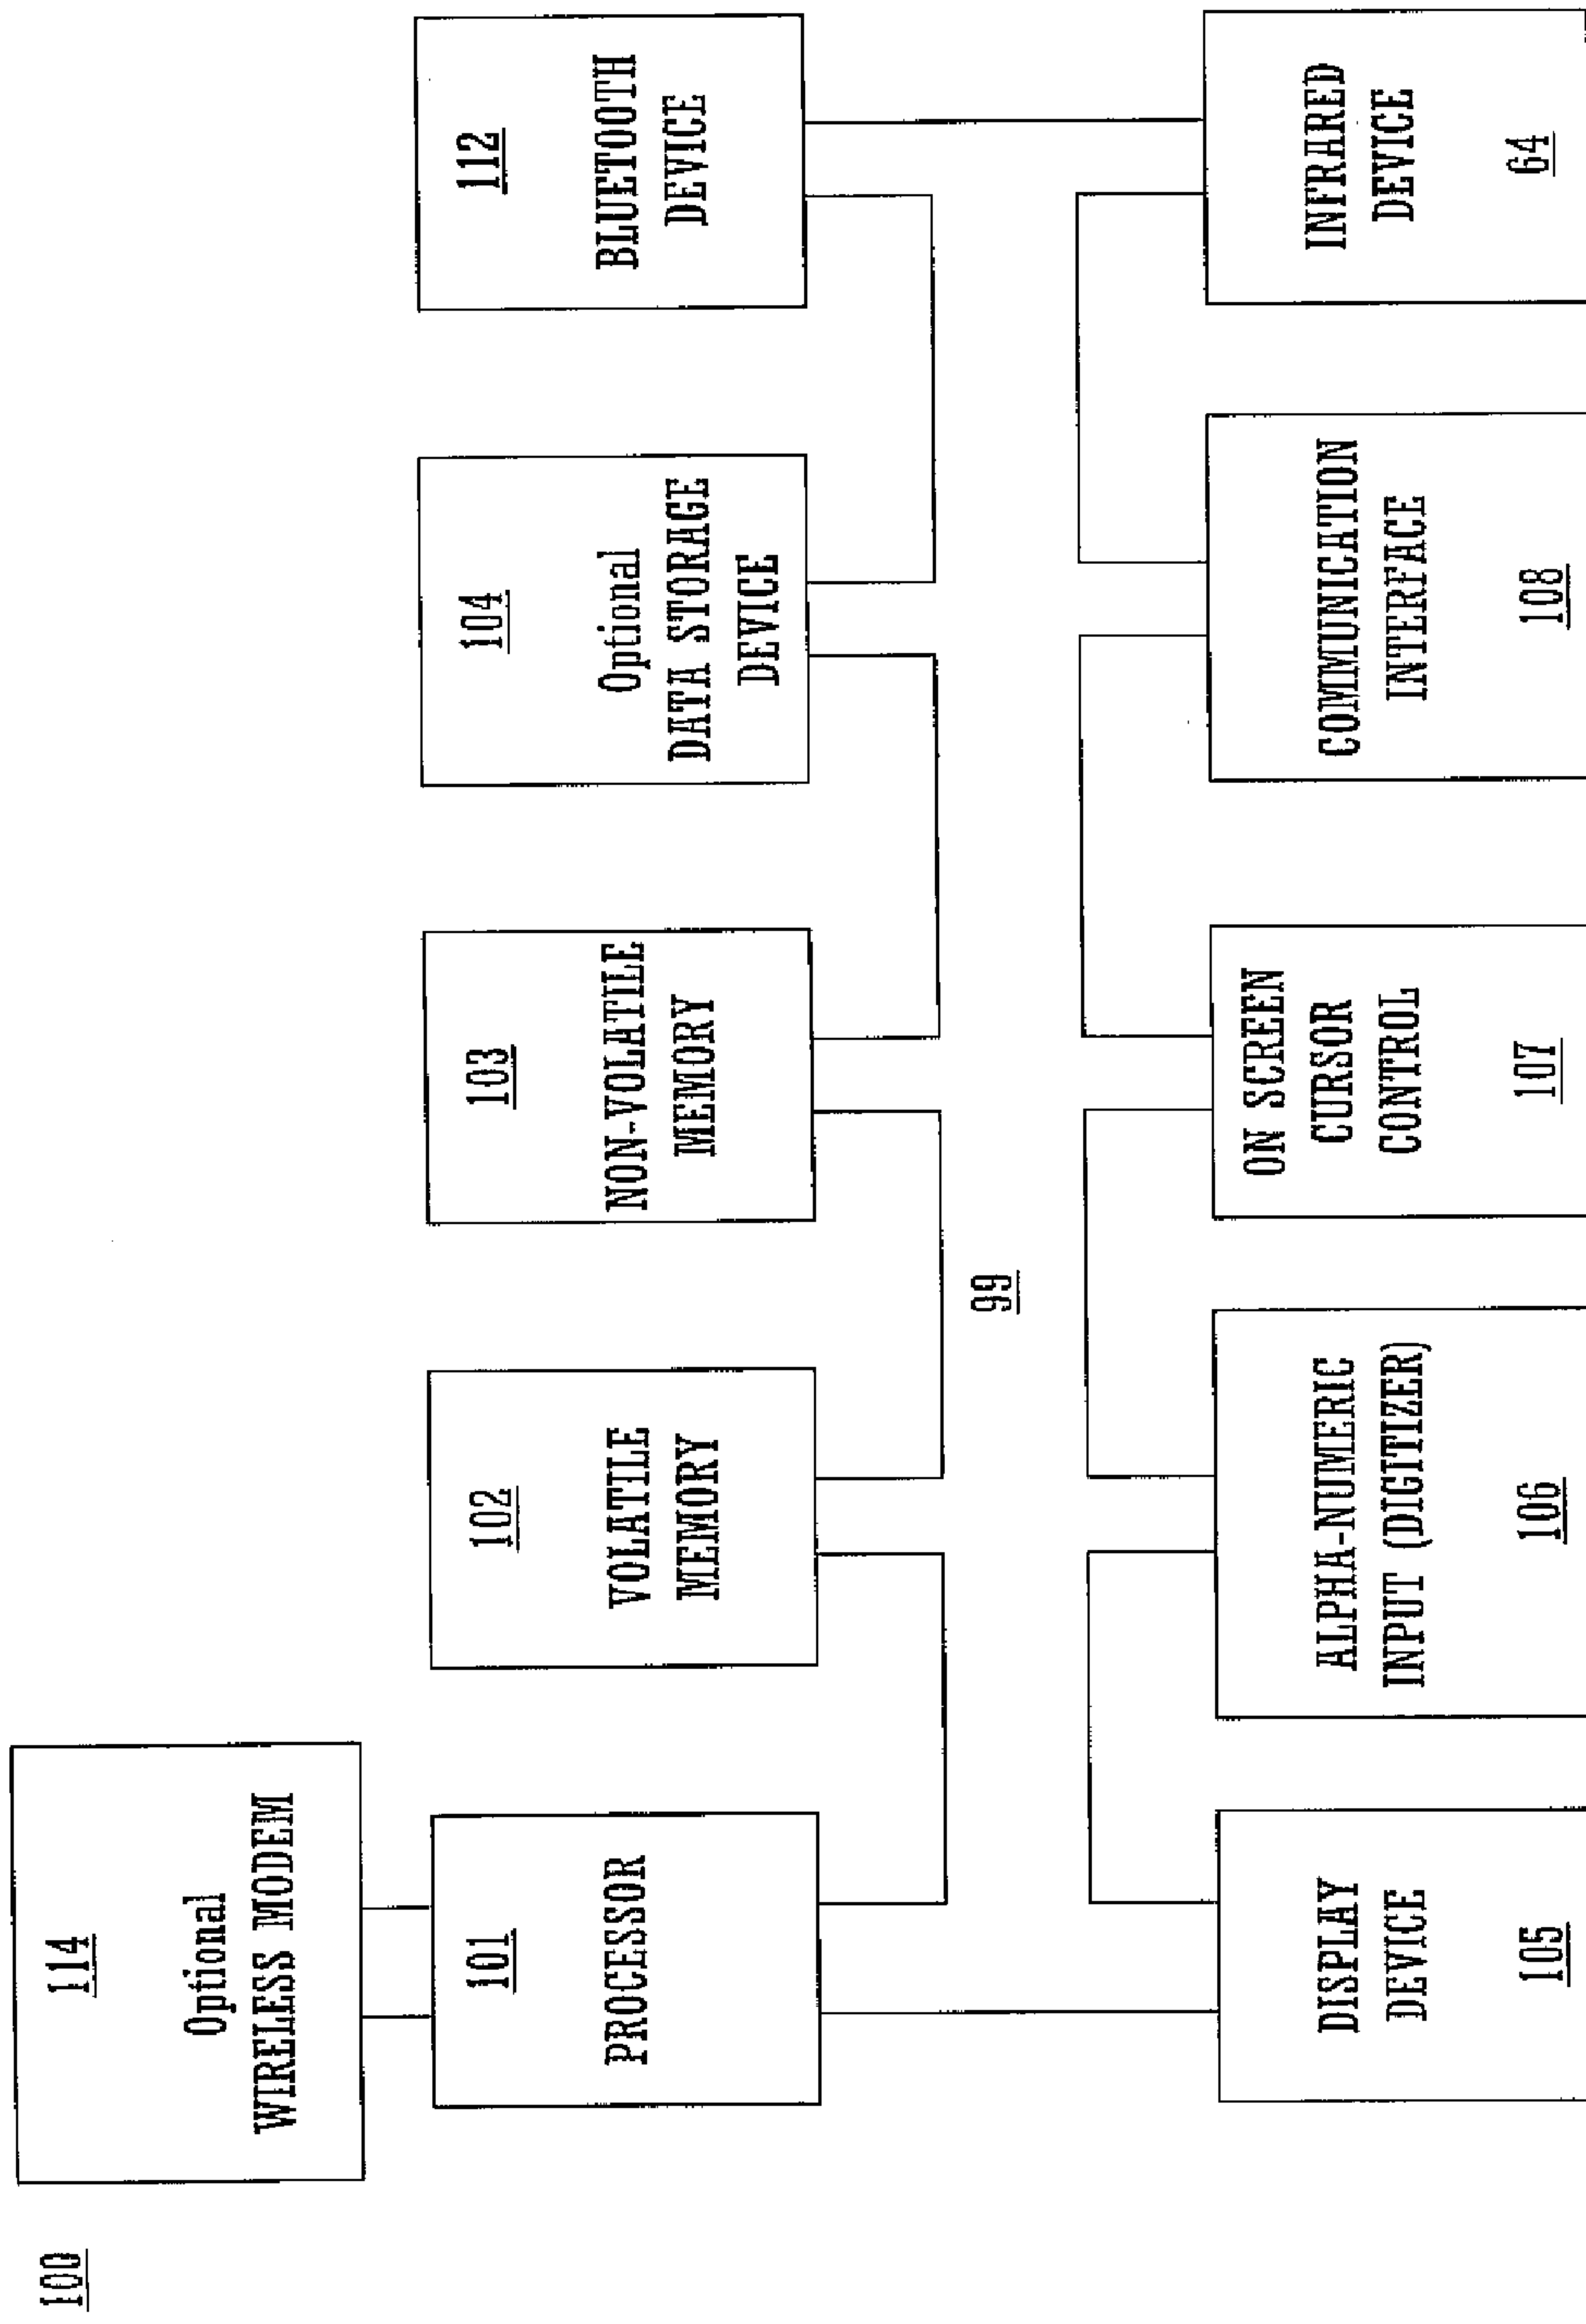 100
114
Optional
WIRELESS MODEM
101
PROCESSOR
102
VOLATILE
MEMORY
103
NON-VOLATILE
MEMORY
104
Optional
DATA STORAGE
DEVICE
112
BLUETOOTH
DEVICE
99
DISPLAY
DEVICE
105
ALPHA-NUMERIC
INPUT (DIGITIZER)
106
ON SCREEN
CURSOR
CONTROL
107
COMMUNICATION
INTERFACE
108
INFRARED
DEVICE
64